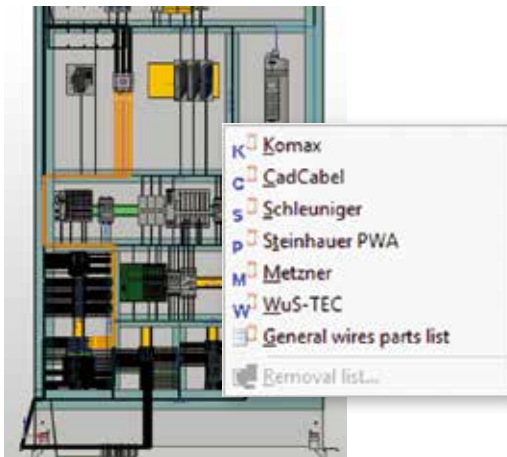 K Komax
C CadCabel
S Schleuniger
P Steinhauer PWA
M Metzner
W WuS-TEC
General wires parts list
Removal list...